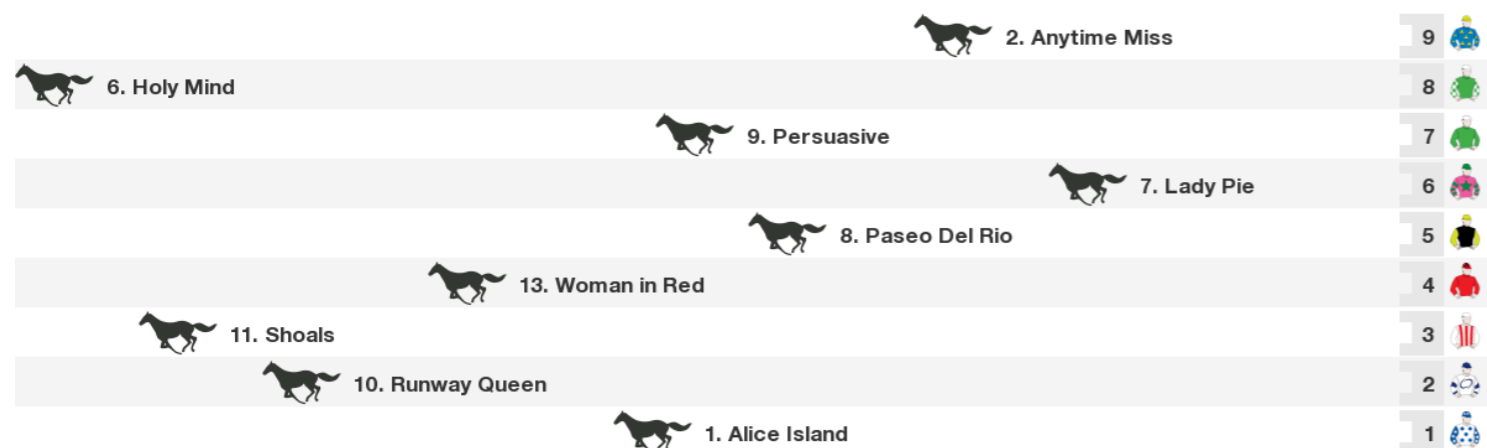 2. Anytime Miss 9
6. Holy Mind 8
9. Persuasive 7
7. Lady Pie 6
8. Paseo Del Rio 5
13. Woman in Red 4
11. Shoals 3
10. Runway Queen 2
1. Alice Island 1